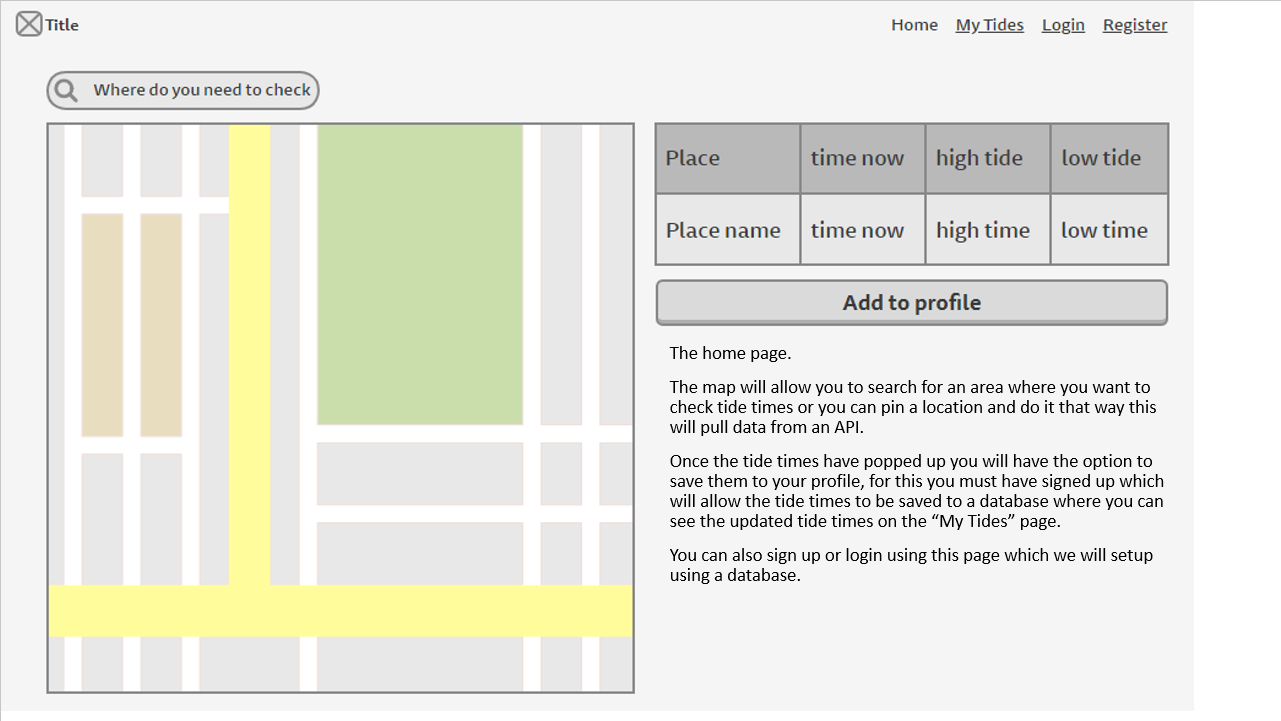 Title
Home My Tides Login Register
Where do you need to check
Place time now high tide low tide
Place name time now high time low time
Add to profile
The home page.
The map will allow you to search for an area where you want to
check tide times or you can pin a location and do it that way this
will pull data from an API.
Once the tide times have popped up you will have the option to
save them to your profile, for this you must have signed up which
will allow the tide times to be saved to a database where you can
see the updated tide times on the “My Tides” page.
You can also sign up or login using this page which we will setup
using a database.